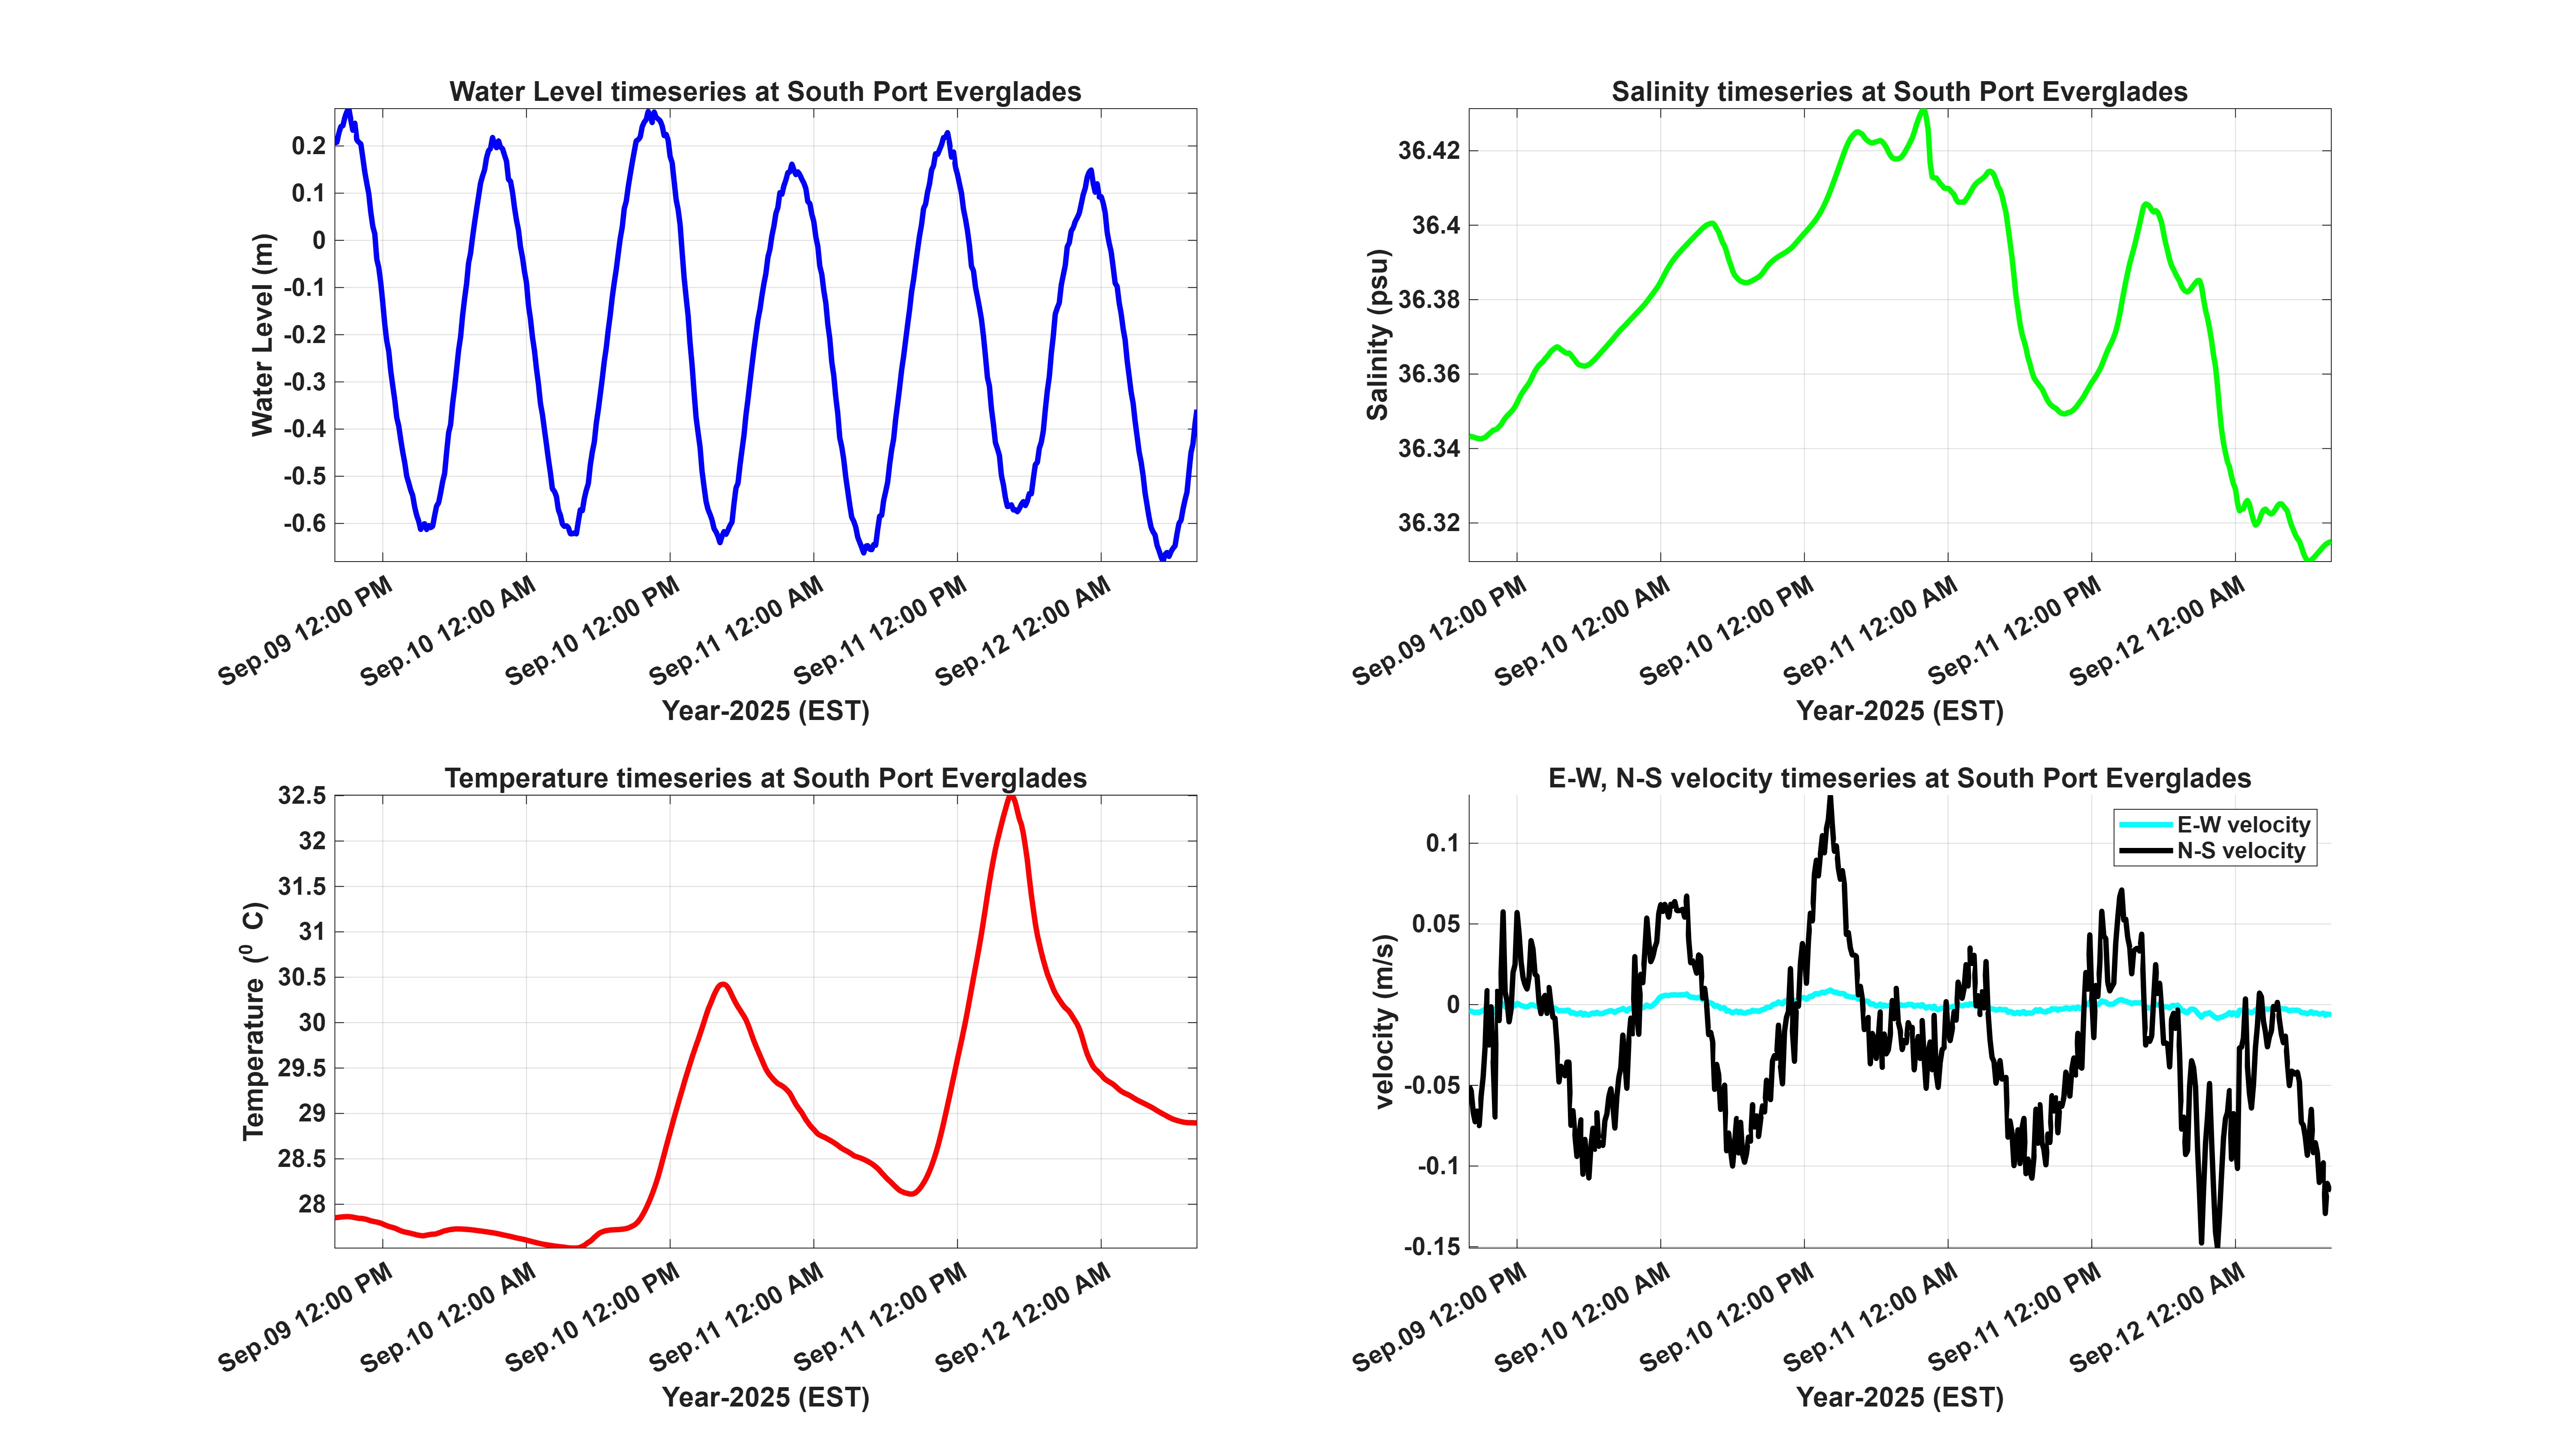 Water Level timeseries at South Port Everglades
Water Level (m)
0.2
0.1
0
-0.1
-0.2
-0.3
-0.4
-0.5
-0.6
Sep.09 12:00 PM
Sep.10 12:00 AM
Sep.10 12:00 PM
Sep.11 12:00 AM
Sep.11 12:00 PM
Sep.12 12:00 AM
Year-2025 (EST)
Salinity timeseries at South Port Everglades
Salinity (psu)
36.42
36.4
36.38
36.36
36.34
36.32
Sep.09 12:00 PM
Sep.10 12:00 AM
Sep.10 12:00 PM
Sep.11 12:00 AM
Sep.11 12:00 PM
Sep.12 12:00 AM
Year-2025 (EST)
Temperature timeseries at South Port Everglades
Temperature (⁰ C)
32.5
32
31.5
31
30.5
30
29.5
29
28.5
28
Sep.09 12:00 PM
Sep.10 12:00 AM
Sep.10 12:00 PM
Sep.11 12:00 AM
Sep.11 12:00 PM
Sep.12 12:00 AM
Year-2025 (EST)
E-W, N-S velocity timeseries at South Port Everglades
velocity (m/s)
0.1
0.05
0
-0.05
-0.1
-0.15
E-W velocity
N-S velocity
Sep.09 12:00 PM
Sep.10 12:00 AM
Sep.10 12:00 PM
Sep.11 12:00 AM
Sep.11 12:00 PM
Sep.12 12:00 AM
Year-2025 (EST)